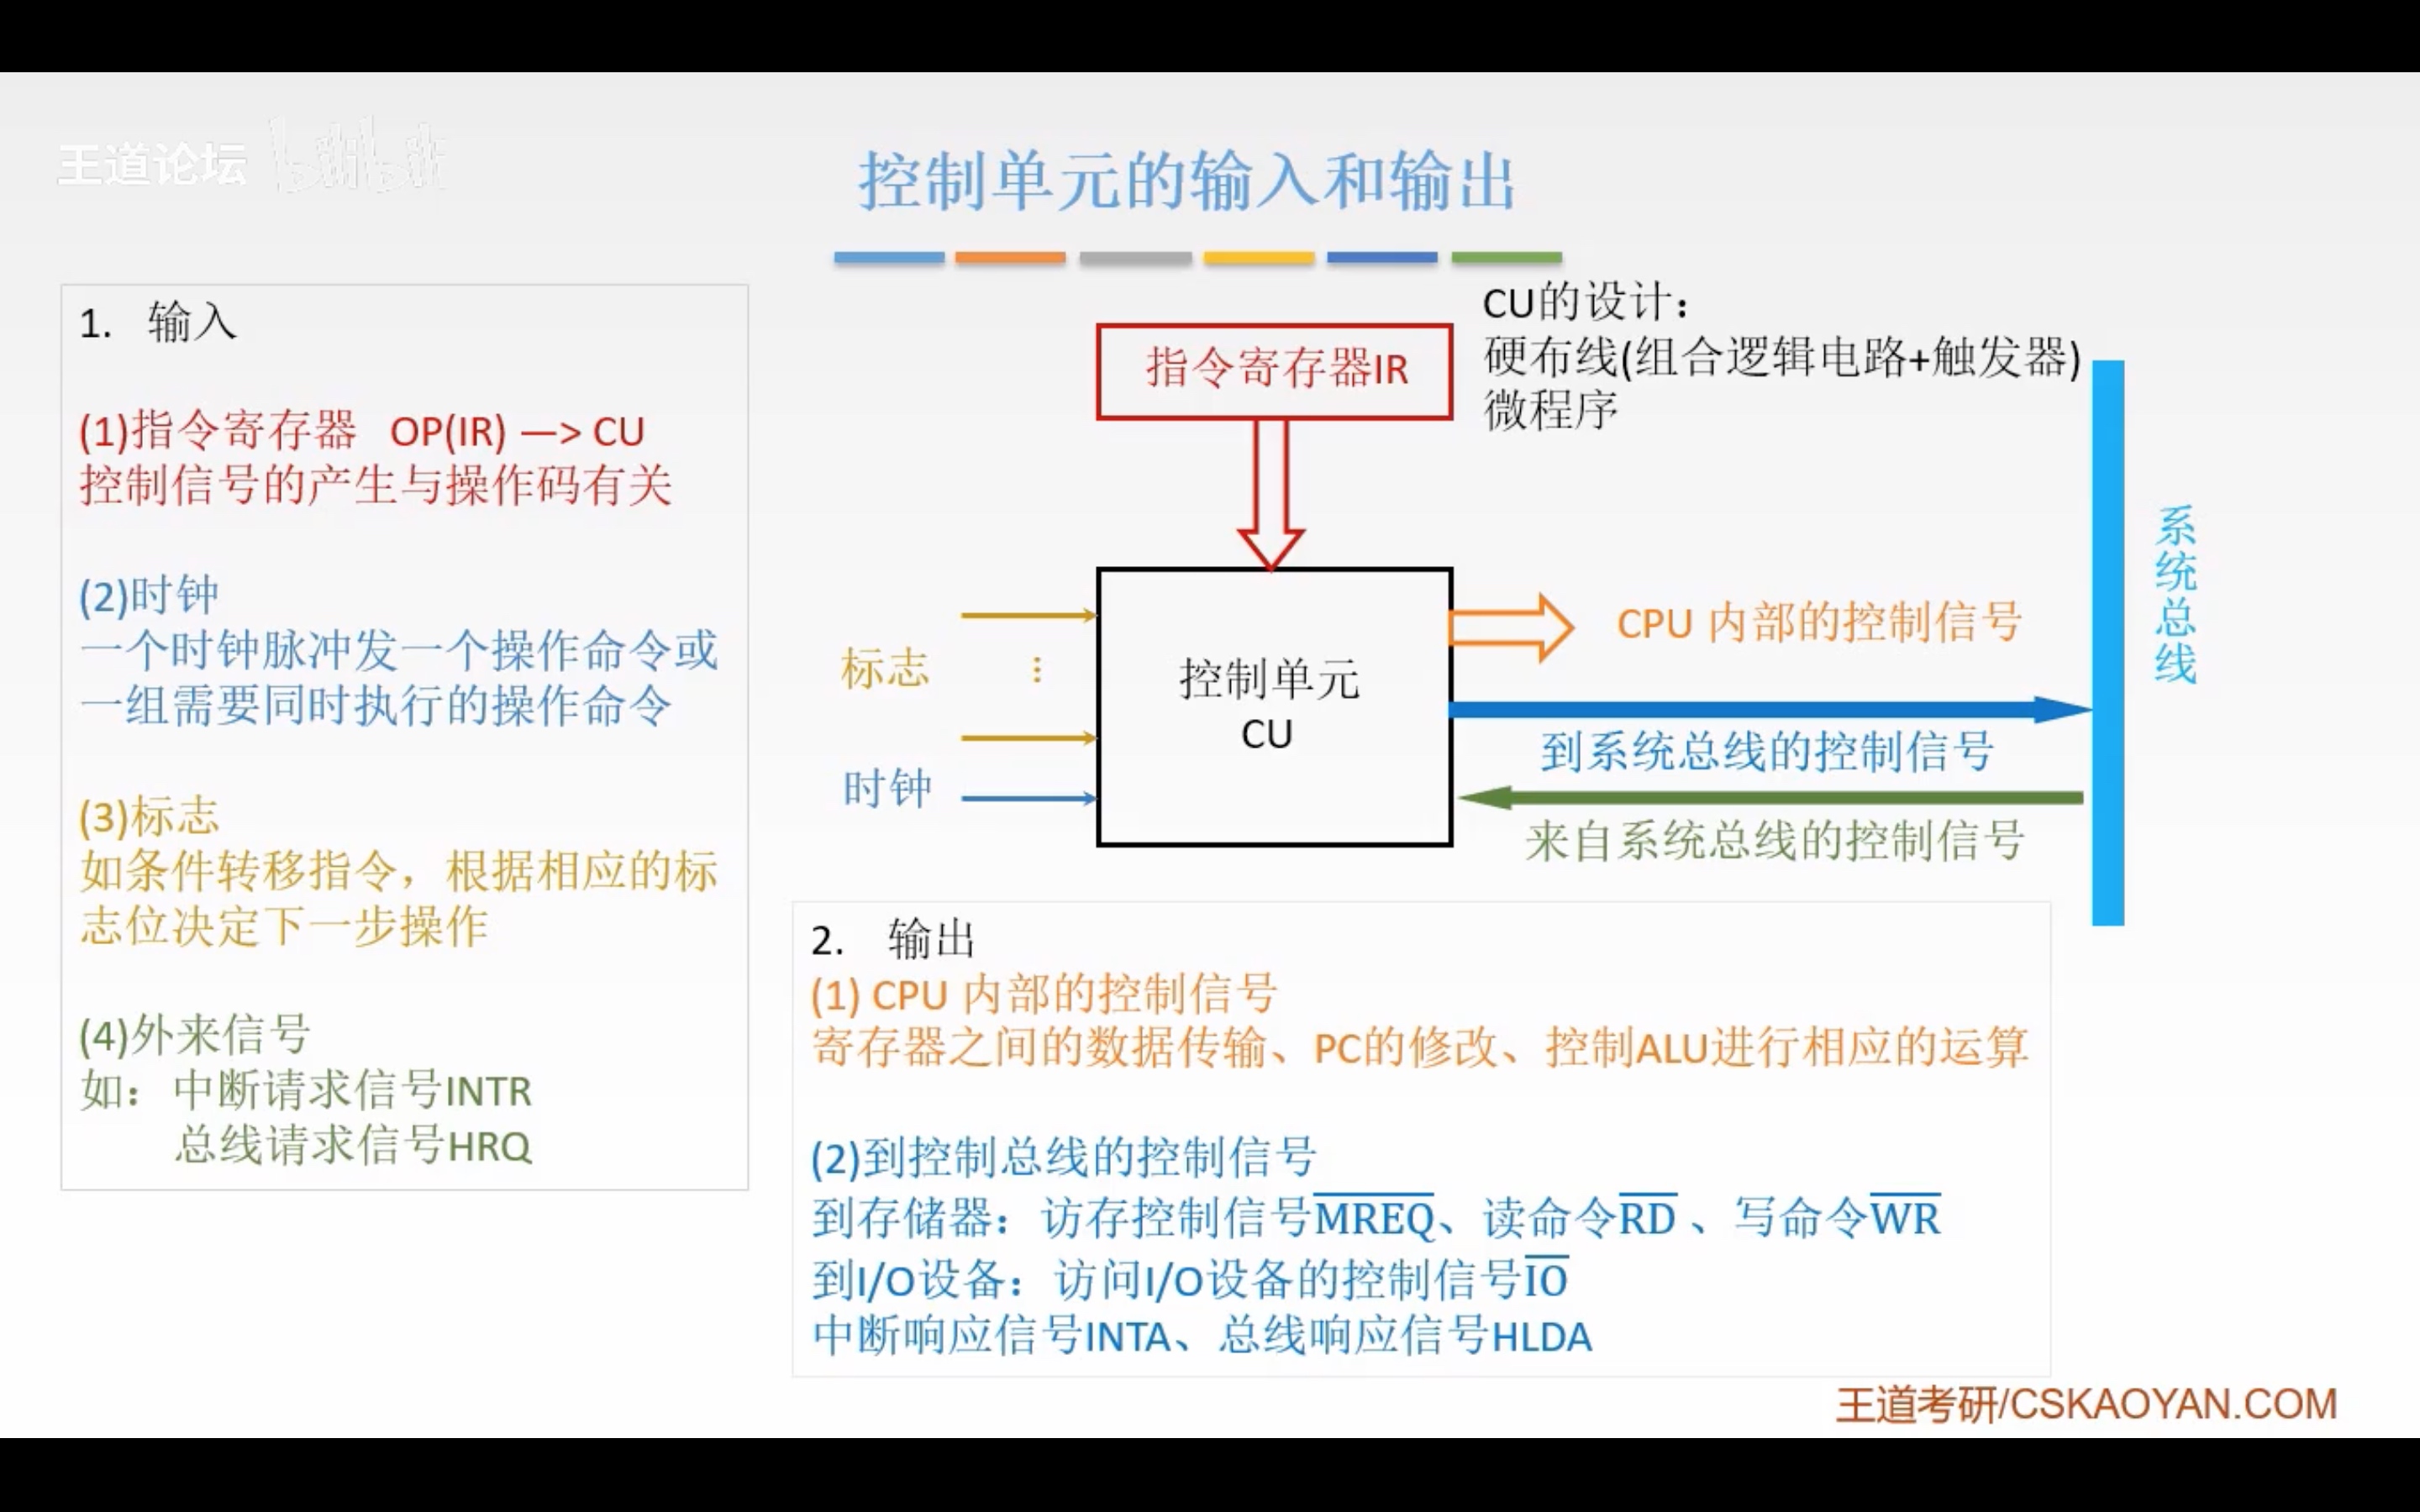 王道论坛 bilibili
控制单元的输入和输出
1. 输入
(1)指令寄存器 OP(IR) —> CU
控制信号的产生与操作码有关
(2)时钟
一个时钟脉冲发一个操作命令或
一组需要同时执行的操作命令
(3)标志
如条件转移指令，根据相应的标
志位决定下一步操作
(4)外来信号
如：中断请求信号INTR
总线请求信号HRQ
指令寄存器IR
CU的设计：
硬布线(组合逻辑电路+触发器)
微程序
标志
⋮
时钟
控制单元
CU
CPU 内部的控制信号
到系统总线的控制信号
来自系统总线的控制信号
系统总线
2. 输出
(1) CPU 内部的控制信号
寄存器之间的数据传输、PC的修改、控制ALU进行相应的运算
(2)到控制总线的控制信号
到存储器：访存控制信号M̅R̅E̅Q̅、读命令R̅D̅ 、写命令W̅R̅
到I/O设备：访问I/O设备的控制信号I̅O̅
中断响应信号INTA、总线响应信号HLDA
王道考研/CSKAOYAN.COM